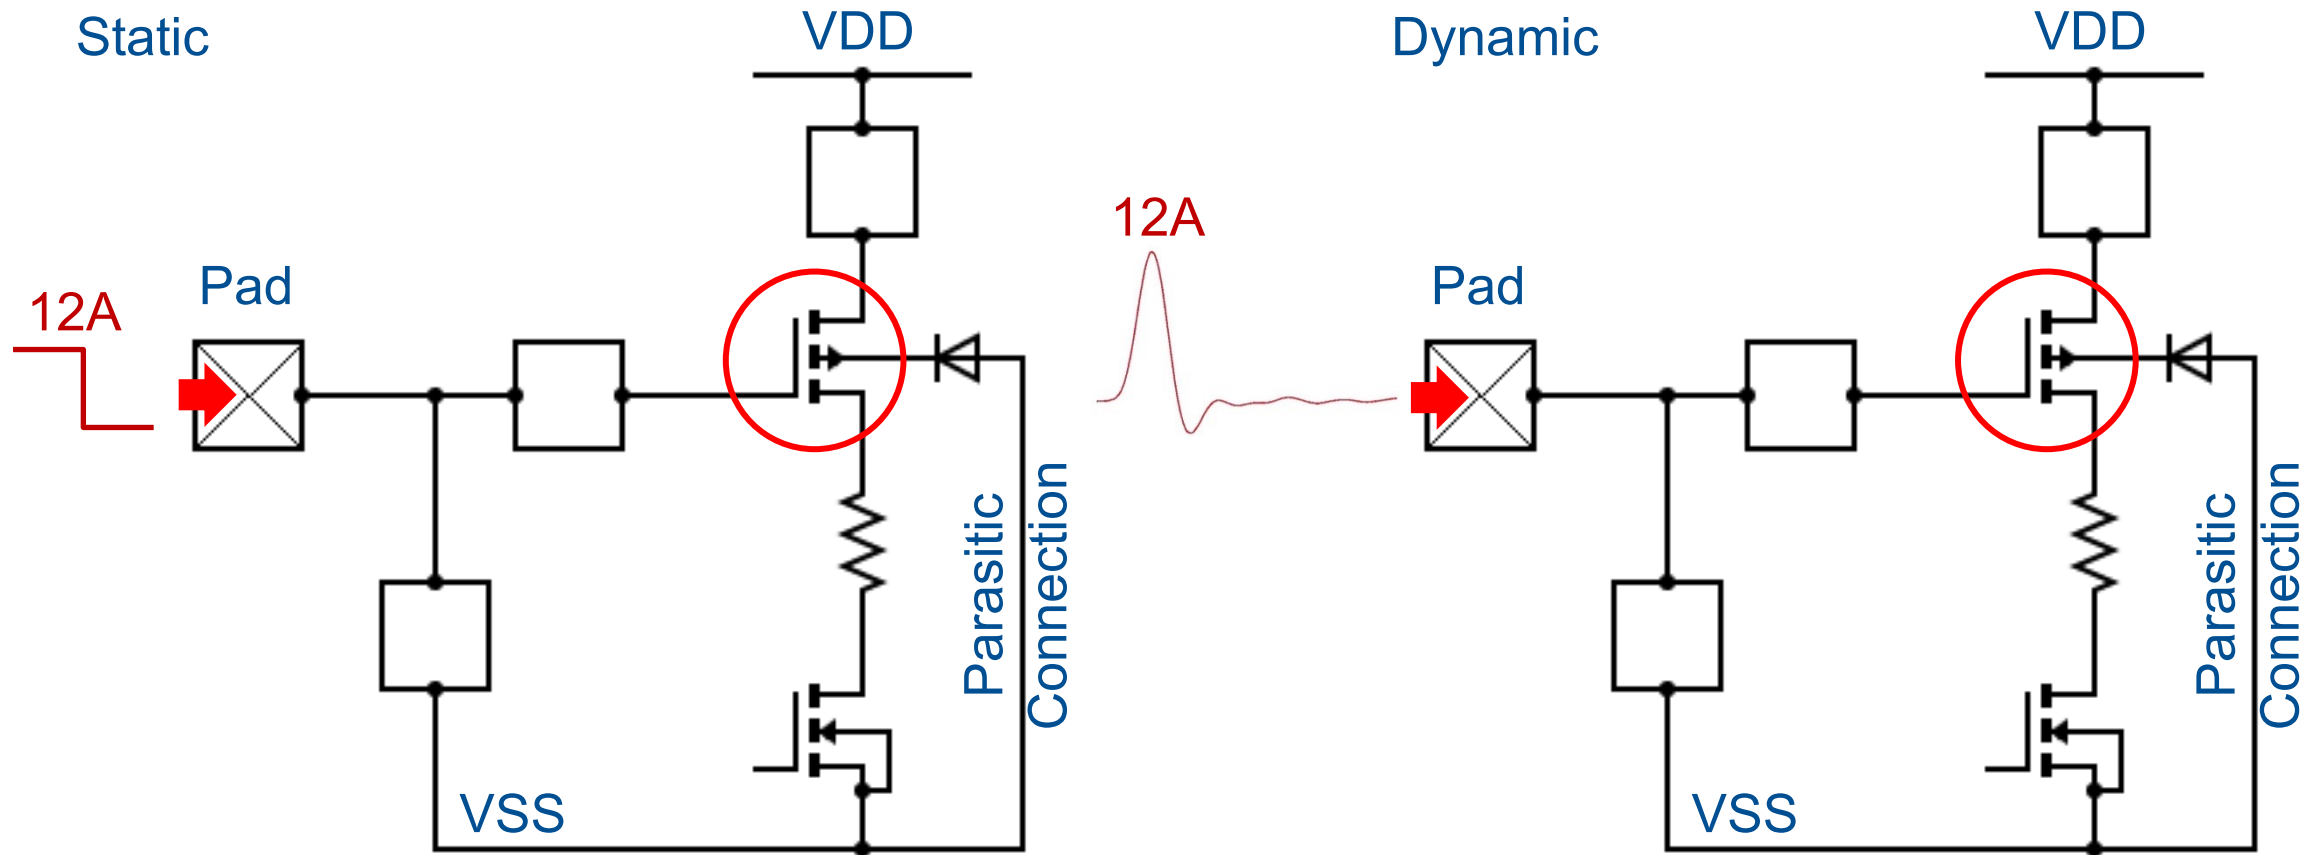 Static
VDD
12A
Pad
Parasitic
Connection
VSS
Dynamic
VDD
12A
Pad
Parasitic
Connection
VSS